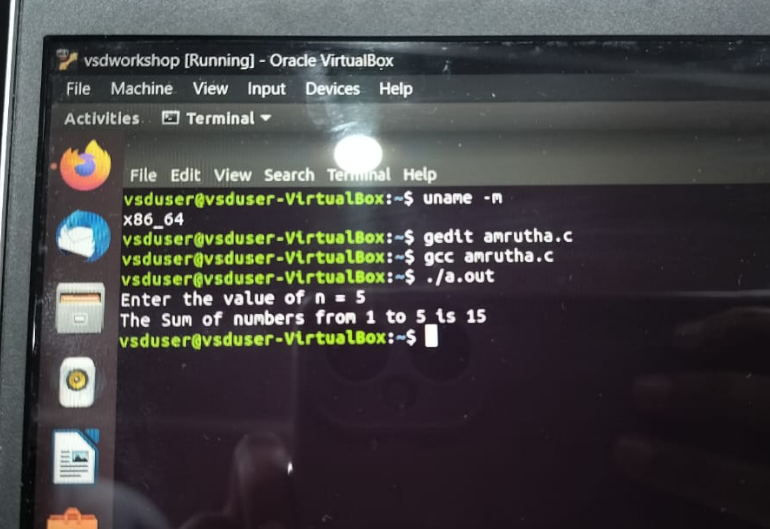 vsdworkshop [Running] - Oracle VirtualBox
File Machine View Input Devices Help
Activities Terminal
File Edit View Search Terminal Help
vsduser@vsduser-VirtualBox:~$ uname -m
x86_64
vsduser@vsduser-VirtualBox:~$ gedit amrutha.c
vsduser@vsduser-VirtualBox:~$ gcc amrutha.c
vsduser@vsduser-VirtualBox:~$ ./a.out
Enter the value of n = 5
The Sum of numbers from 1 to 5 is 15
vsduser@vsduser-VirtualBox:~$